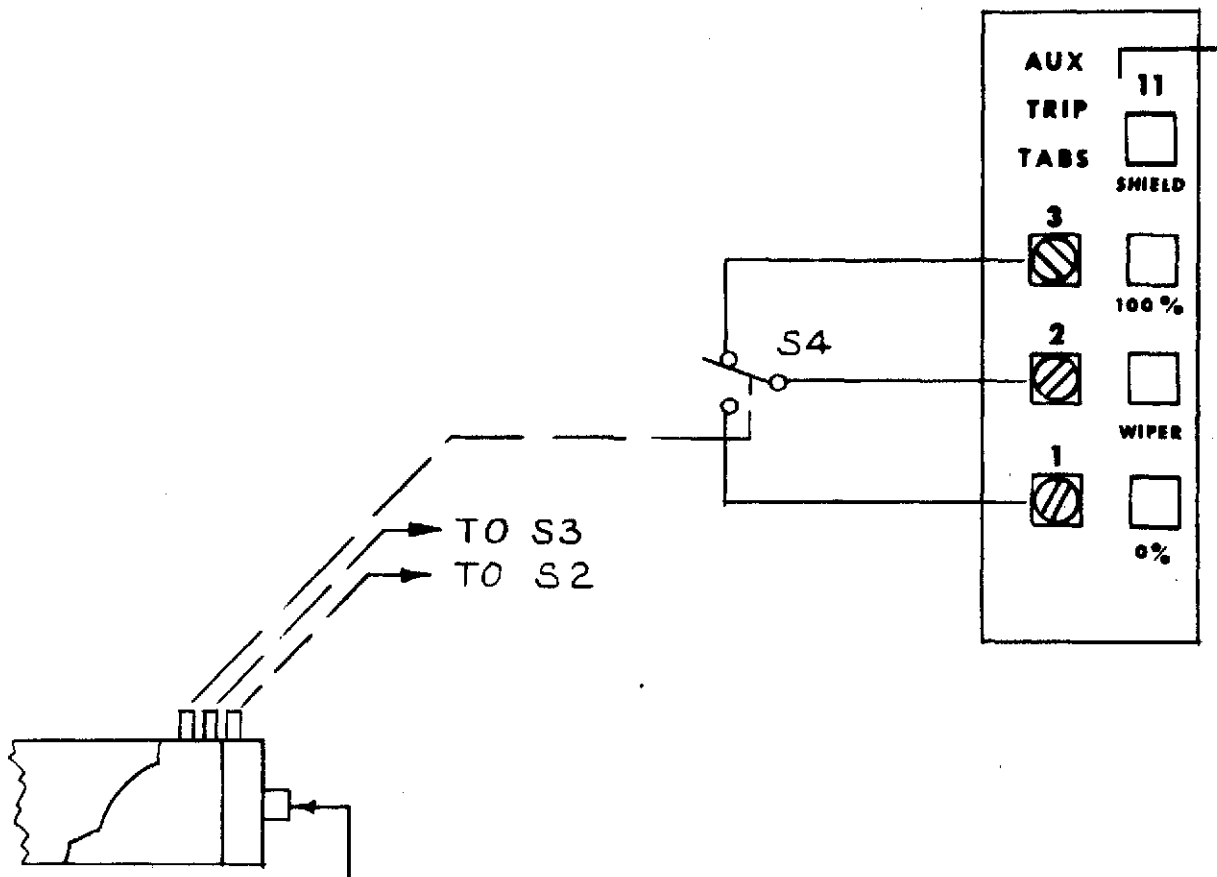 AUX
TRIP
TABS
11
SHIELD
3
100%
S4
2
WIPER
1
0%
TO S3
TO S2